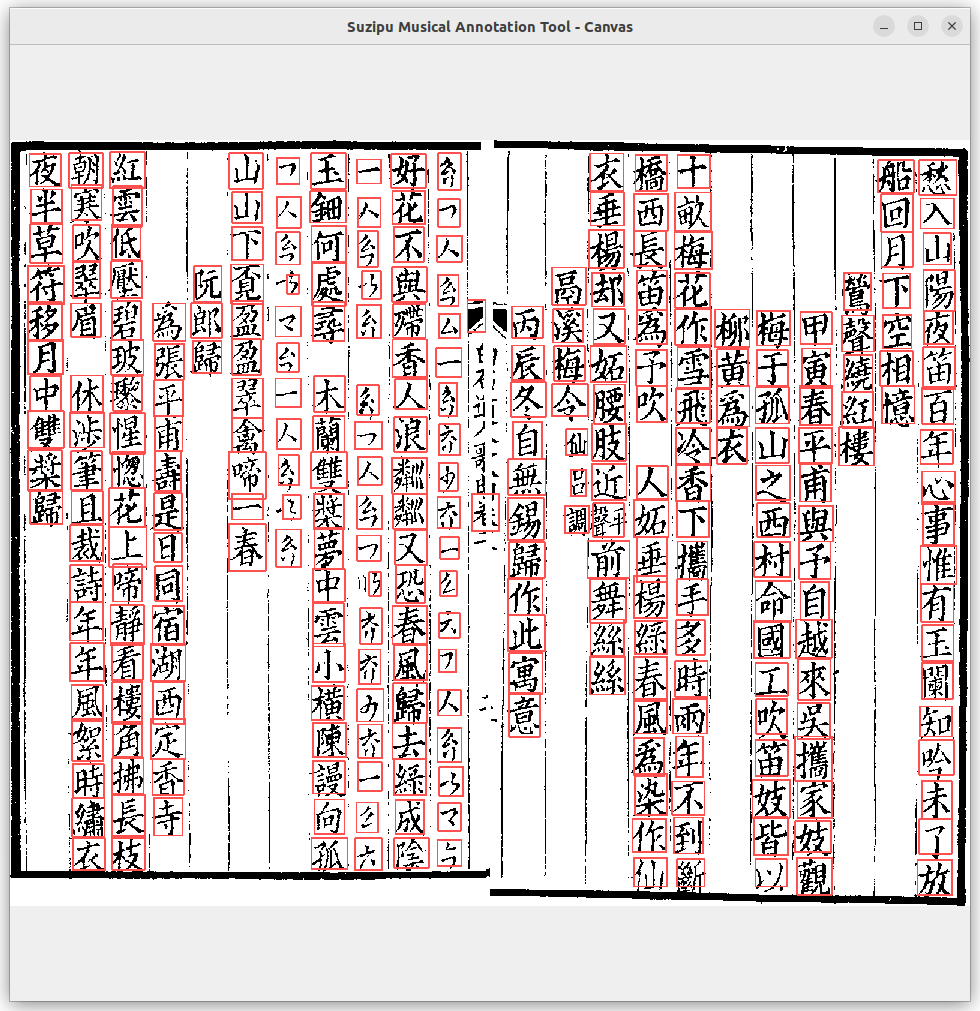 Suzipu Musical Annotation Tool - Canvas
愁入山陽夜笛百年心事惟有玉闌知吟未了放
船回月下空相憶
鶯聲繞紅樓
甲寅春平甫與予自越來吳攜家妓觀
梅于孤山之西村命國工吹笛妓皆以
柳黃為衣
十畝梅花作雪飛冷香下攜手多時兩年不到斷
橋西長笛為予吹 人妬垂楊綠春風為染作仙
衣垂楊却又妬腰肢近平聲前舞絲絲
鬲溪梅令仙呂調
丙辰冬自無錫歸作此寓意
好花不與殢香人浪粼粼又恐春風歸去綠成陰
玉鈿何處尋 木蘭雙槳夢中雲小橫陳謾向孤
山山下覓盈盈翠禽啼一春
阮郎歸
為張平甫壽是日同宿湖西定香寺
紅雲低壓碧玻瓈惺憁花上啼靜看樓角拂長枝
朝寒吹翠眉 休涉筆且裁詩年年風絮時繡衣
夜半草符移月中雙槳歸